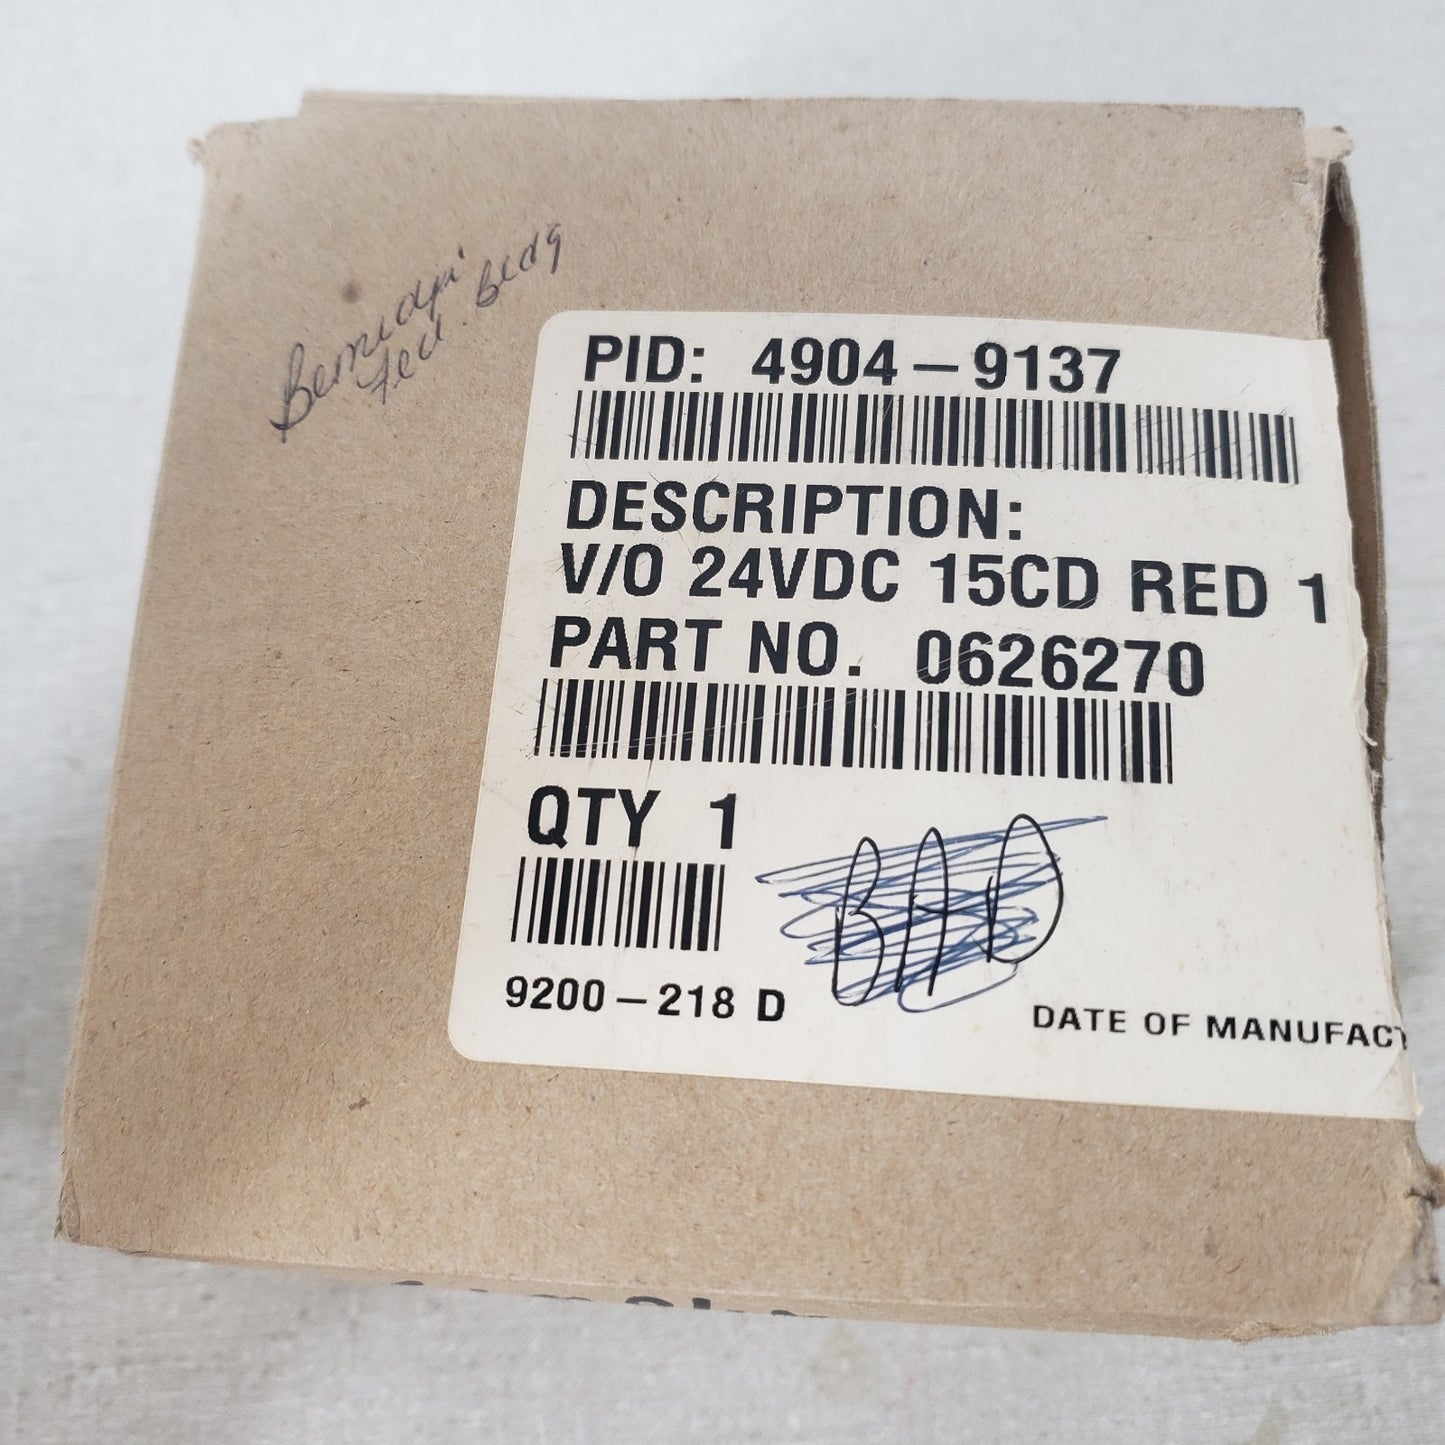 Bemidji
Fed. Bldg
PID: 4904-9137
DESCRIPTION:
V/O 24VDC 15CD RED 1
PART NO. 0626270
QTY 1
BAD
9200-218 D
DATE OF MANUFACT